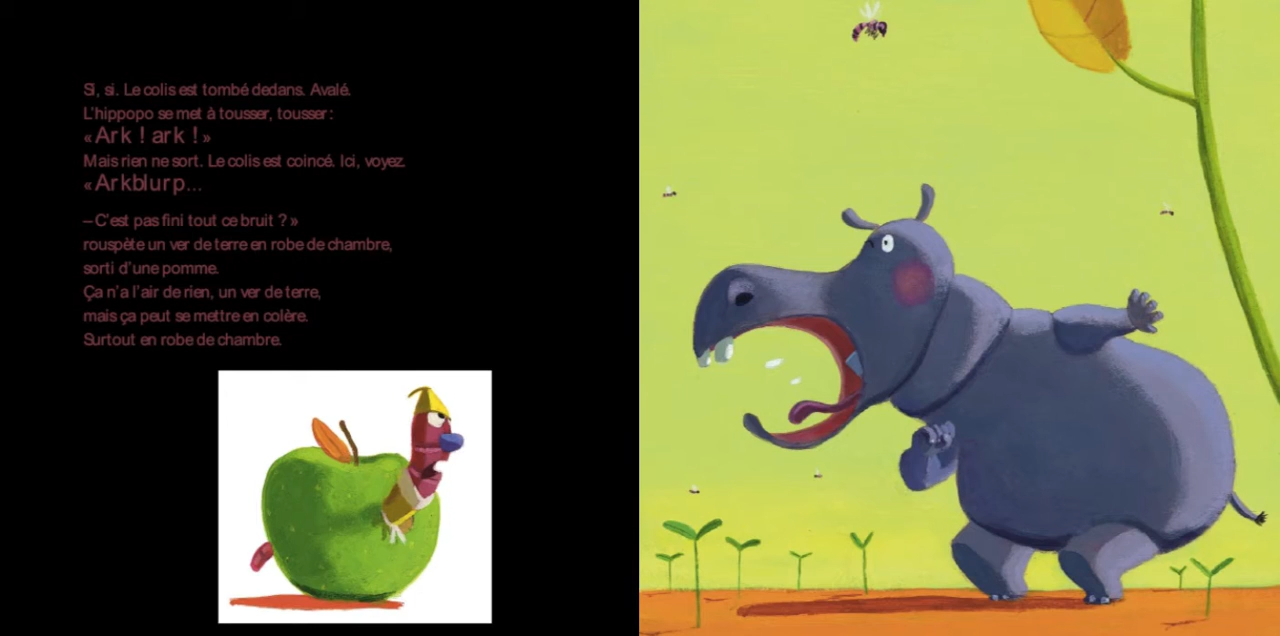 Si, si. Le colis est tombé dedans. Avalé.
L'hippopo se met à tousser, tousser :
« Ark ! ark ! »
Mais rien ne sort. Le colis est coincé. Ici, voyez.
« Arkblurp...
– C'est pas fini tout ce bruit ? »
rouspète un ver de terre en robe de chambre,
sorti d'une pomme.
Ça n'a l'air de rien, un ver de terre,
mais ça peut se mettre en colère.
Surtout en robe de chambre.